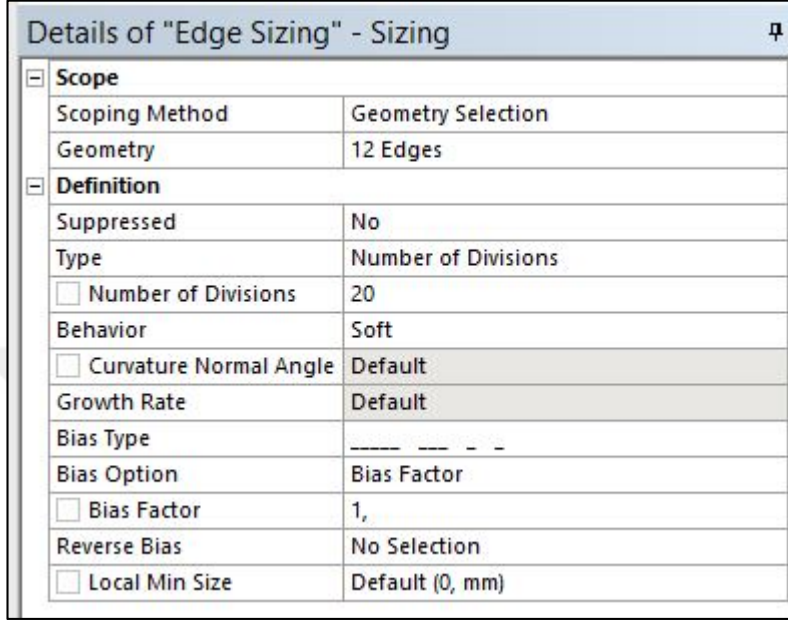 Details of "Edge Sizing" - Sizing
Scope
Scoping Method Geometry Selection
Geometry 12 Edges
Definition
Suppressed No
Type Number of Divisions
Number of Divisions 20
Behavior Soft
Curvature Normal Angle Default
Growth Rate Default
Bias Type _____ ___ _ _
Bias Option Bias Factor
Bias Factor 1,
Reverse Bias No Selection
Local Min Size Default (0, mm)